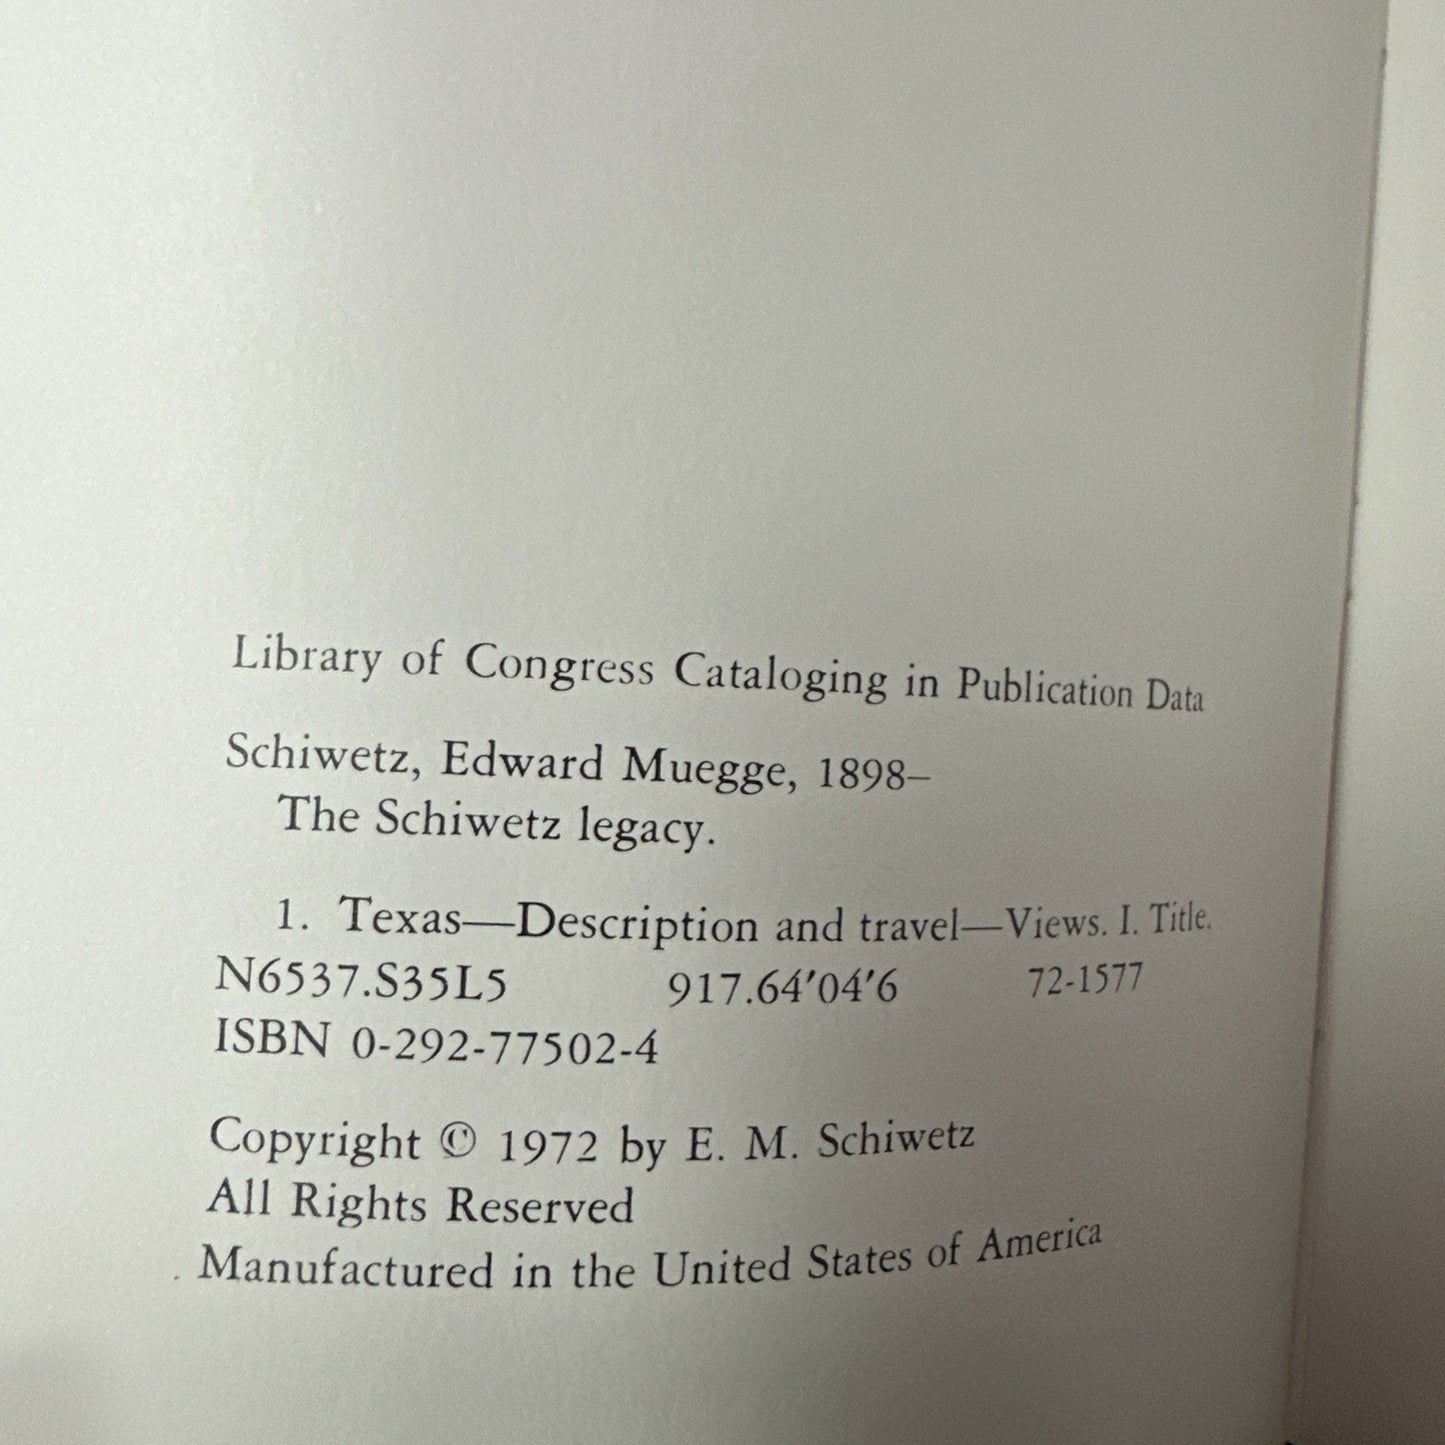 Library of Congress Cataloging in Publication Data
Schiwetz, Edward Muegge, 1898–
The Schiwetz legacy.
1. Texas—Description and travel—Views. I. Title.
N6537.S35L5 917.64'04'6 72-1577
ISBN 0-292-77502-4
Copyright © 1972 by E. M. Schiwetz
All Rights Reserved
Manufactured in the United States of America